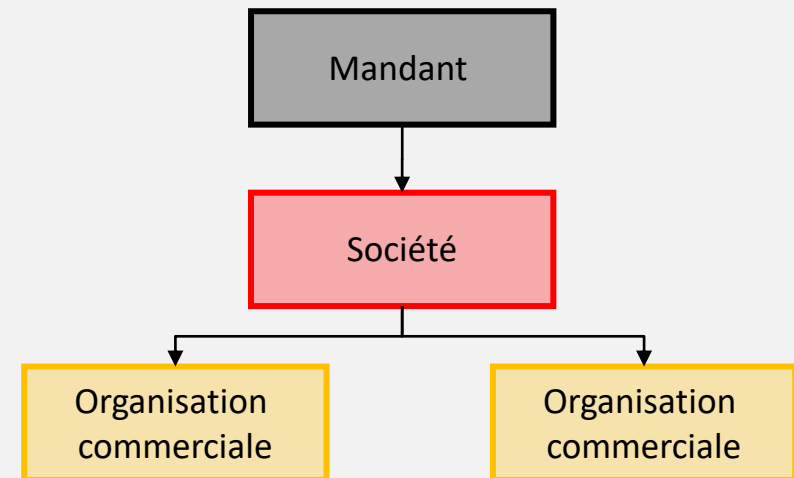 Mandant
Société
Organisation
commerciale
Organisation
commerciale